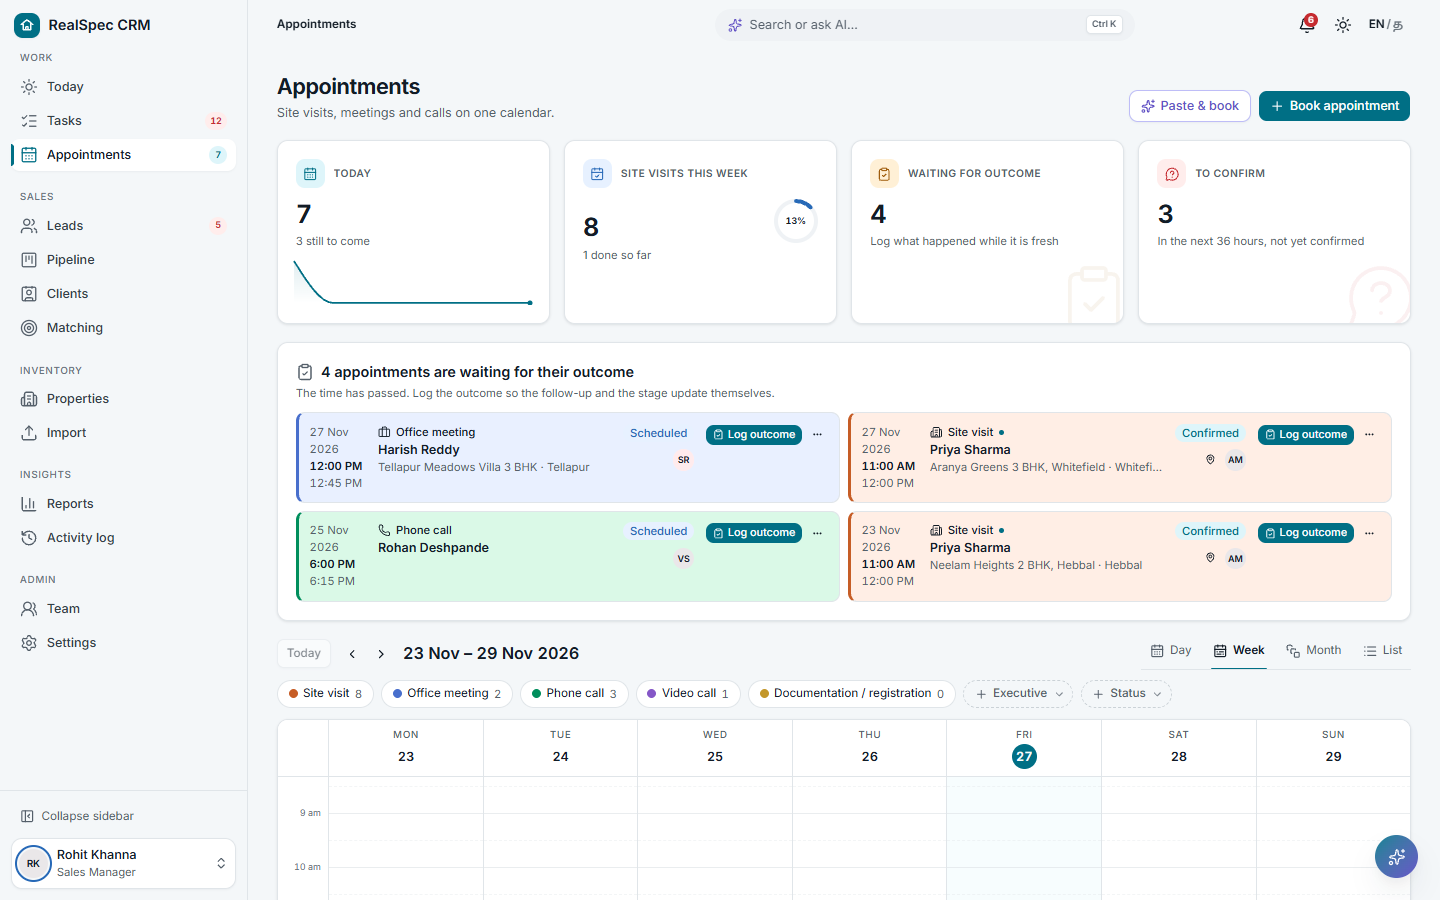 RealSpec CRM
WORK
Today
Tasks 12
Appointments 7
SALES
Leads 5
Pipeline
Clients
Matching
INVENTORY
Properties
Import
INSIGHTS
Reports
Activity log
ADMIN
Team
Settings
Collapse sidebar
RK
Rohit Khanna
Sales Manager
Appointments
Search or ask AI...
Ctrl K
6
EN / த
Appointments
Site visits, meetings and calls on one calendar.
Paste & book
Book appointment
TODAY
7
3 still to come
SITE VISITS THIS WEEK
8
13%
1 done so far
WAITING FOR OUTCOME
4
Log what happened while it is fresh
TO CONFIRM
3
In the next 36 hours, not yet confirmed
4 appointments are waiting for their outcome
The time has passed. Log the outcome so the follow-up and the stage update themselves.
27 Nov
2026
12:00 PM
12:45 PM
Office meeting
Harish Reddy
Tellapur Meadows Villa 3 BHK · Tellapur
Scheduled
SR
Log outcome
27 Nov
2026
11:00 AM
12:00 PM
Site visit
Priya Sharma
Aranya Greens 3 BHK, Whitefield · Whitefi...
Confirmed
AM
Log outcome
25 Nov
2026
6:00 PM
6:15 PM
Phone call
Rohan Deshpande
Scheduled
VS
Log outcome
23 Nov
2026
11:00 AM
12:00 PM
Site visit
Priya Sharma
Neelam Heights 2 BHK, Hebbal · Hebbal
Confirmed
AM
Log outcome
Today
23 Nov – 29 Nov 2026
Day
Week
Month
List
Site visit 8
Office meeting 2
Phone call 3
Video call 1
Documentation / registration 0
Executive
Status
MON
23
TUE
24
WED
25
THU
26
FRI
27
SAT
28
SUN
29
9 am
10 am